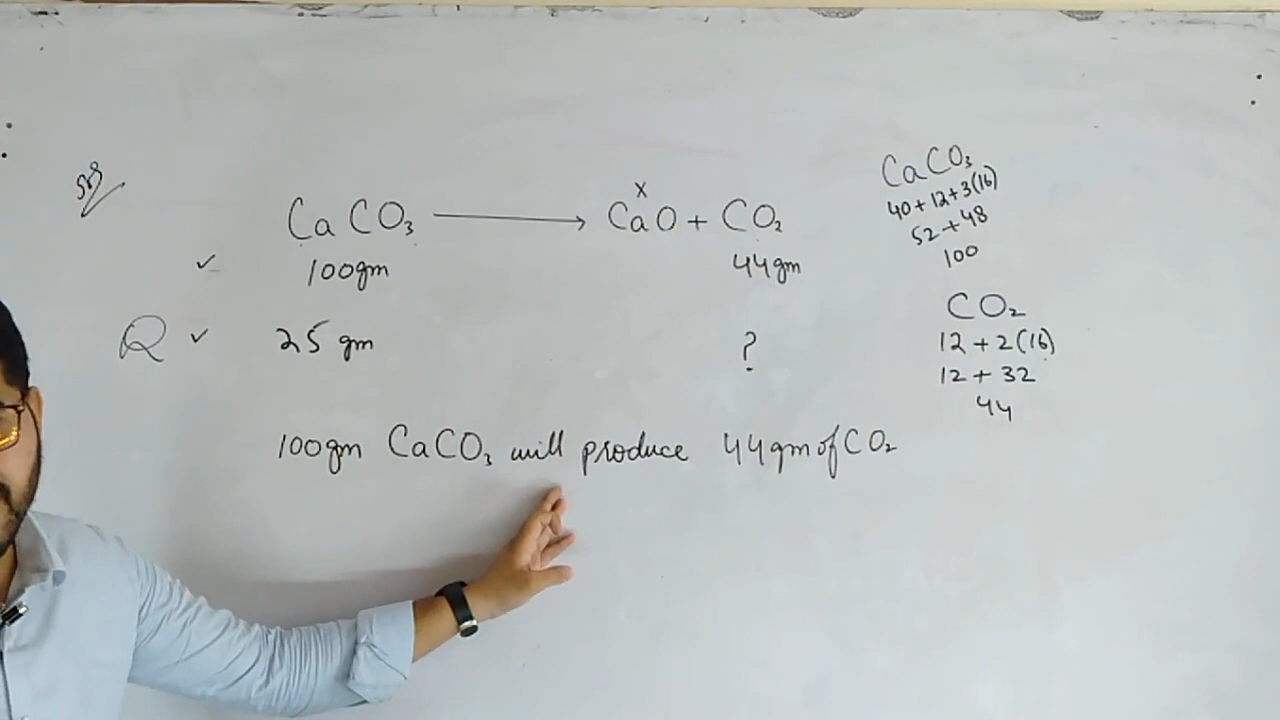 x
CaCO₃ ⟶ CaO + CO₂
✓ 100gm 44gm
Q ✓ 25 gm ?
100gm CaCO₃ will produce 44gm of CO₂
CaCO₃
40+12+3(16)
52+48
100
CO₂
12+2(16)
12+32
44